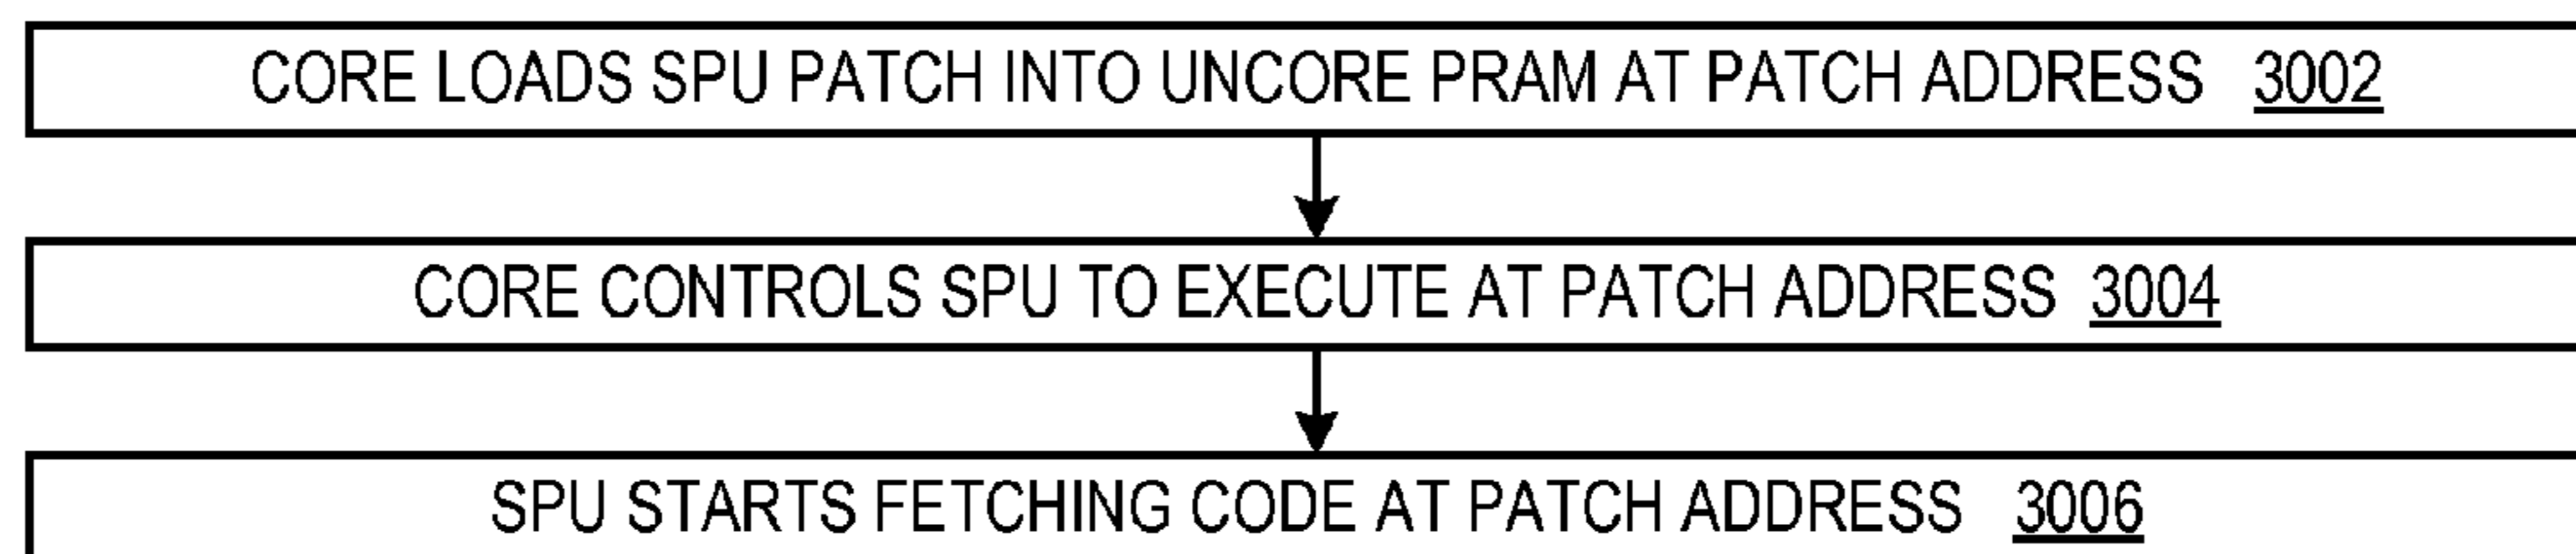 CORE LOADS SPU PATCH INTO UNCORE PRAM AT PATCH ADDRESS 3002
CORE CONTROLS SPU TO EXECUTE AT PATCH ADDRESS 3004
SPU STARTS FETCHING CODE AT PATCH ADDRESS 3006